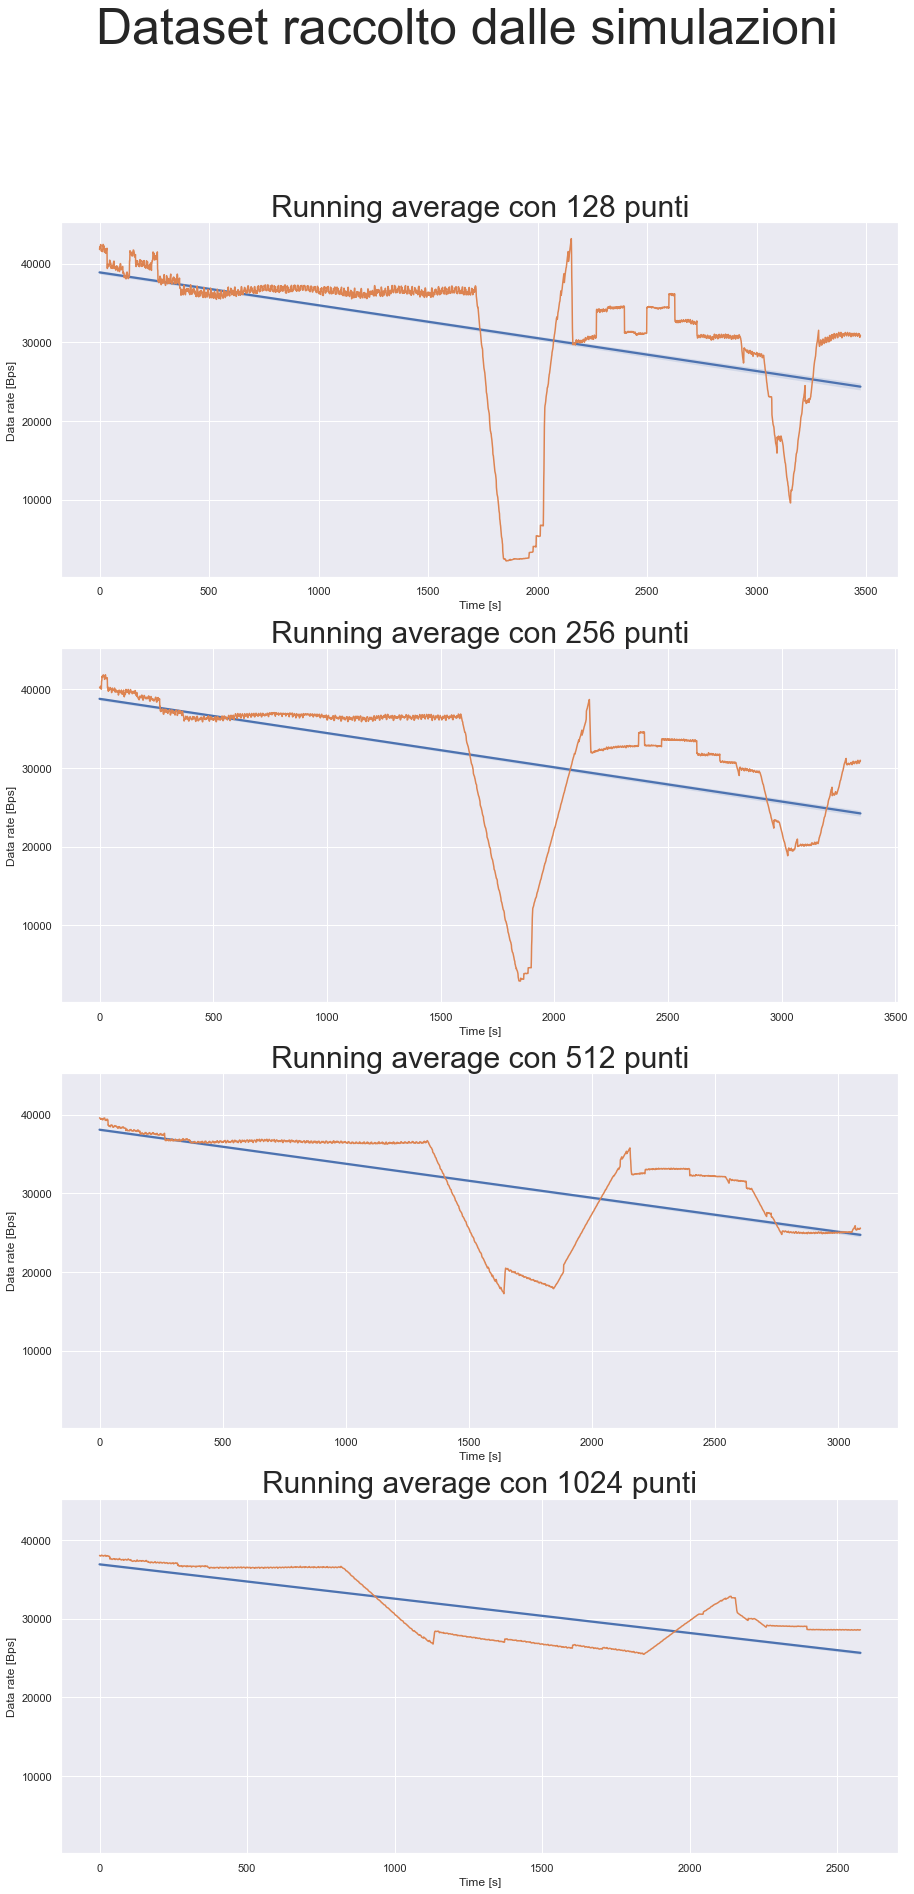 Dataset raccolto dalle simulazioni
Running average con 128 punti
40000
30000
20000
10000
Data rate [Bps]
0 500 1000 1500 2000 2500 3000 3500
Time [s]
Running average con 256 punti
40000
30000
20000
10000
Data rate [Bps]
0 500 1000 1500 2000 2500 3000 3500
Time [s]
Running average con 512 punti
40000
30000
20000
10000
Data rate [Bps]
0 500 1000 1500 2000 2500 3000
Time [s]
Running average con 1024 punti
40000
30000
20000
10000
Data rate [Bps]
0 500 1000 1500 2000 2500
Time [s]